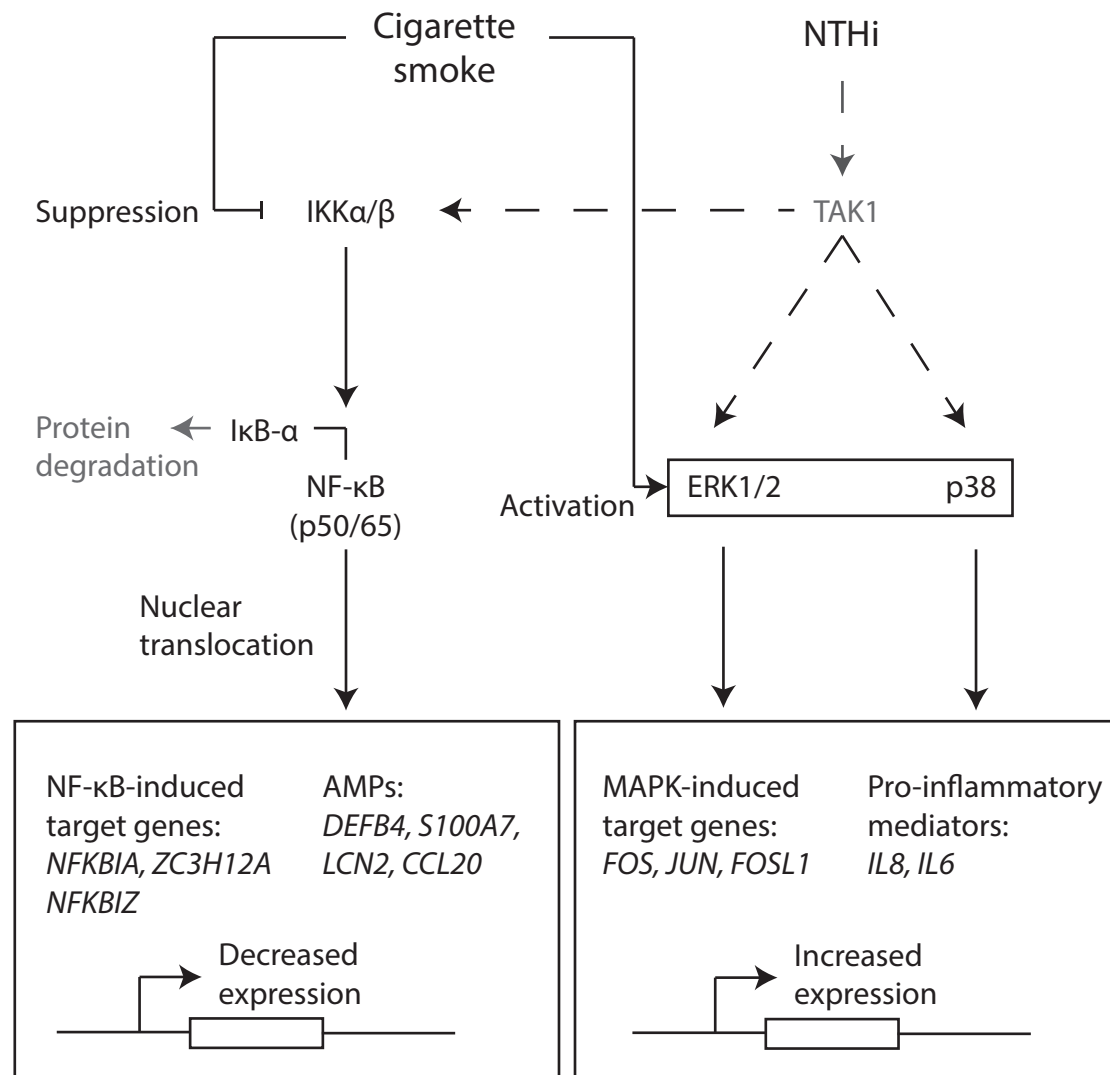 Cigarette
smoke
NTHi
Suppression
IKKα/β
TAK1
Protein
degradation
IκB-α
NF-κB
(p50/65)
Activation
ERK1/2
p38
Nuclear
translocation
NF-κB-induced
target genes:
NFKBIA, ZC3H12A
NFKBIZ
AMPs:
DEFB4, S100A7,
LCN2, CCL20
Decreased
expression
MAPK-induced
target genes:
FOS, JUN, FOSL1
Pro-inflammatory
mediators:
IL8, IL6
Increased
expression